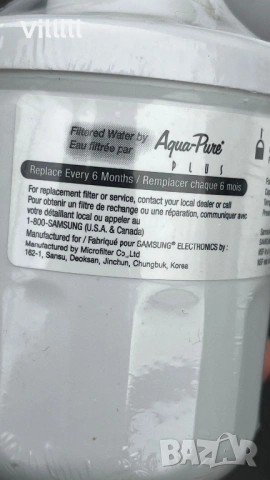 villlll
Filtered Water by
Eau filtrée par
Aqua-Pure
PLUS
Replace Every 6 Months / Remplacer chaque 6 mois
For replacement filter or service, contact your local dealer or call
Pour obtenir un filtre de rechange ou une réparation, communiquer avec
votre détaillant local ou appeler au
1-800-SAMSUNG (U.S.A. & Canada)
Manufactured for / Fabriqué pour SAMSUNG® ELECTRONICS by :
Manufactured by Microfilter Co.,Ltd
162-1, Sansu, Deoksan, Jinchun, Chungbuk, Korea
BAZAR